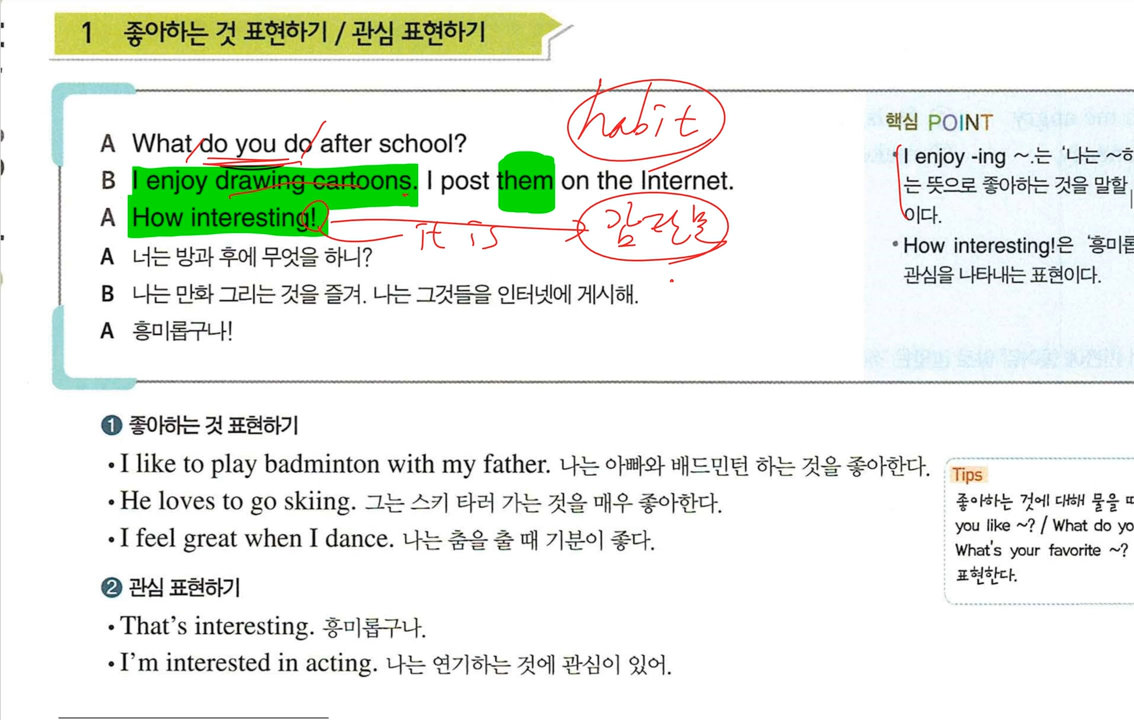 1 좋아하는 것 표현하기 / 관심 표현하기
habit
A What do you do after school?
B I enjoy drawing cartoons. I post them on the Internet.
A How interesting!
it is
감탄문
A 너는 방과 후에 무엇을 하니?
B 나는 만화 그리는 것을 즐겨. 나는 그것들을 인터넷에 게시해.
A 흥미롭구나!
핵심 POINT
• I enjoy -ing ~.는 '나는 ~하
는 뜻으로 좋아하는 것을 말할
이다.
• How interesting!은 '흥미롭
관심을 나타내는 표현이다.
1 좋아하는 것 표현하기
• I like to play badminton with my father. 나는 아빠와 배드민턴 하는 것을 좋아한다.
• He loves to go skiing. 그는 스키 타러 가는 것을 매우 좋아한다.
• I feel great when I dance. 나는 춤을 출 때 기분이 좋다.
2 관심 표현하기
• That's interesting. 흥미롭구나.
• I'm interested in acting. 나는 연기하는 것에 관심이 있어.
Tips
좋아하는 것에 대해 물을 때
you like ~? / What do yo
What's your favorite ~?
표현한다.